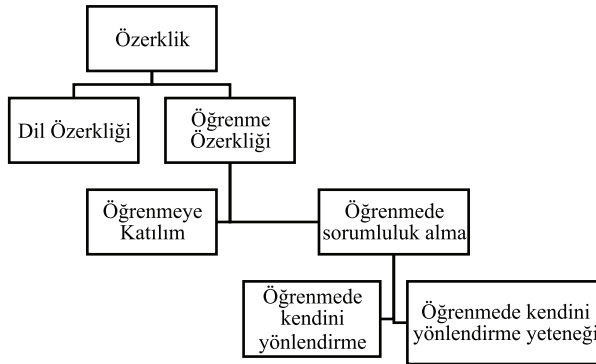 Özerklik
Dil Özerkliği
Öğrenme
Özerkliği
Öğrenmeye
Katılım
Öğrenmede
sorumluluk alma
Öğrenmede
kendini
yönlendirme
Öğrenmede kendini
yönlendirme yeteneği